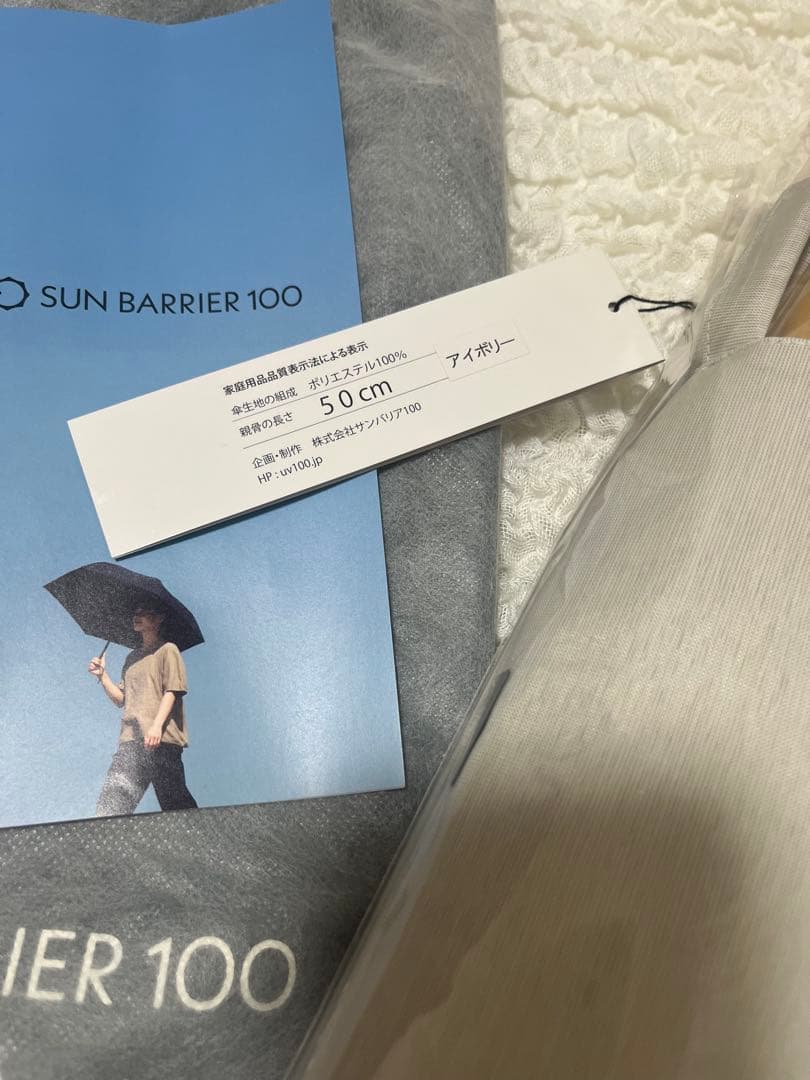 SUN BARRIER 100
家庭用品品質表示法による表示
傘生地の組成 ポリエステル100%
親骨の長さ 50cm
アイボリー
企画・制作 株式会社サンバリア100
HP : uv100.jp
IER 100